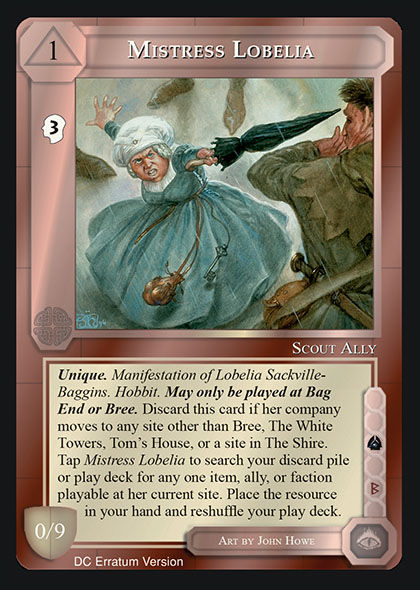 1
MISTRESS LOBELIA
3
SCOUT ALLY
Unique. Manifestation of Lobelia Sackville-
Baggins. Hobbit. May only be played at Bag
End or Bree. Discard this card if her company
moves to any site other than Bree, The White
Towers, Tom's House, or a site in The Shire.
Tap Mistress Lobelia to search your discard pile
or play deck for any one item, ally, or faction
playable at her current site. Place the resource
in your hand and reshuffle your play deck.
0/9
ART BY JOHN HOWE
DC Erratum Version